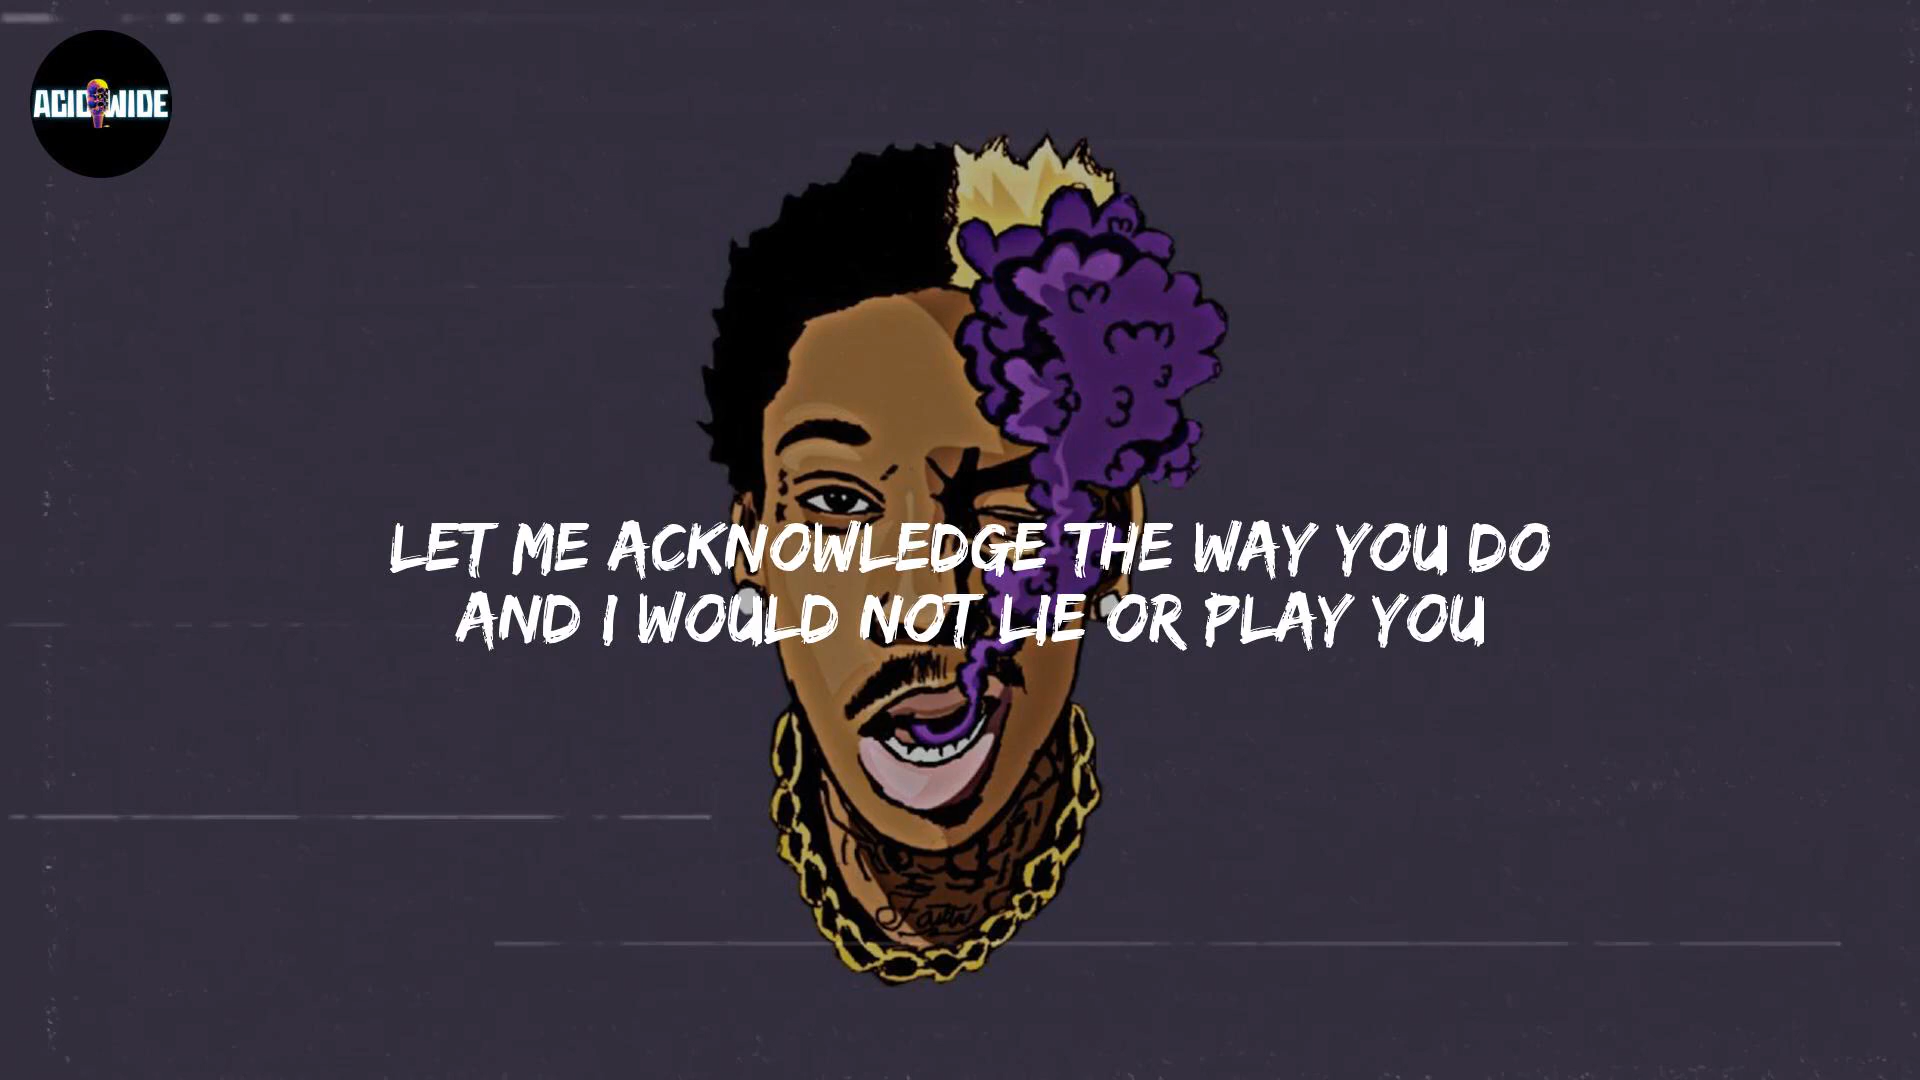 ACID WIDE
LET ME ACKNOWLEDGE THE WAY YOU DO
AND I WOULD NOT LIE OR PLAY YOU